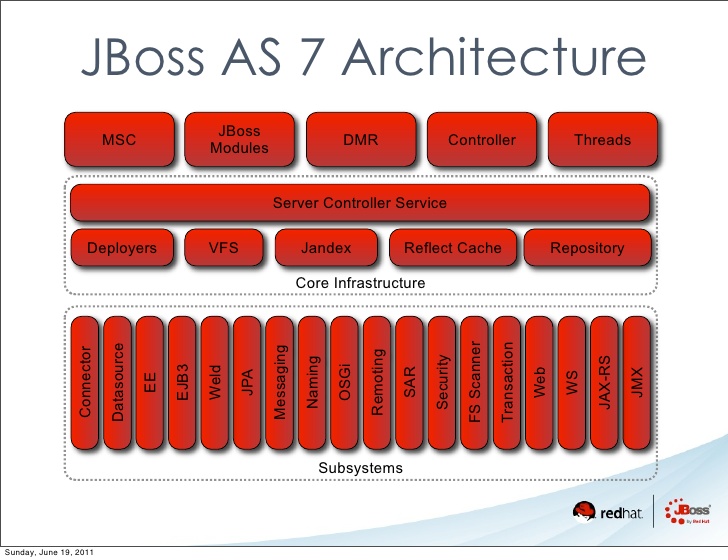 JBoss AS 7 Architecture
MSC
JBoss
Modules
DMR
Controller
Threads
Server Controller Service
Deployers
VFS
Jandex
Reflect Cache
Repository
Core Infrastructure
Connector
Datasource
EE
EJB3
Weld
JPA
Messaging
Naming
OSGi
Remoting
SAR
Security
FS Scanner
Transaction
Web
WS
JAX-RS
JMX
Subsystems
redhat.
JBoss
by Red Hat
Sunday, June 19, 2011